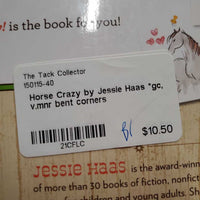 ! is the book for you!
The Tack Collector
150115-40
Horse Crazy by Jessie Haas *gc,
v.mnr bent corners
21CFLC
$10.50
Jessie Haas is the award-winn
of more than 30 books of fiction, nonfic
for children and young adults. She